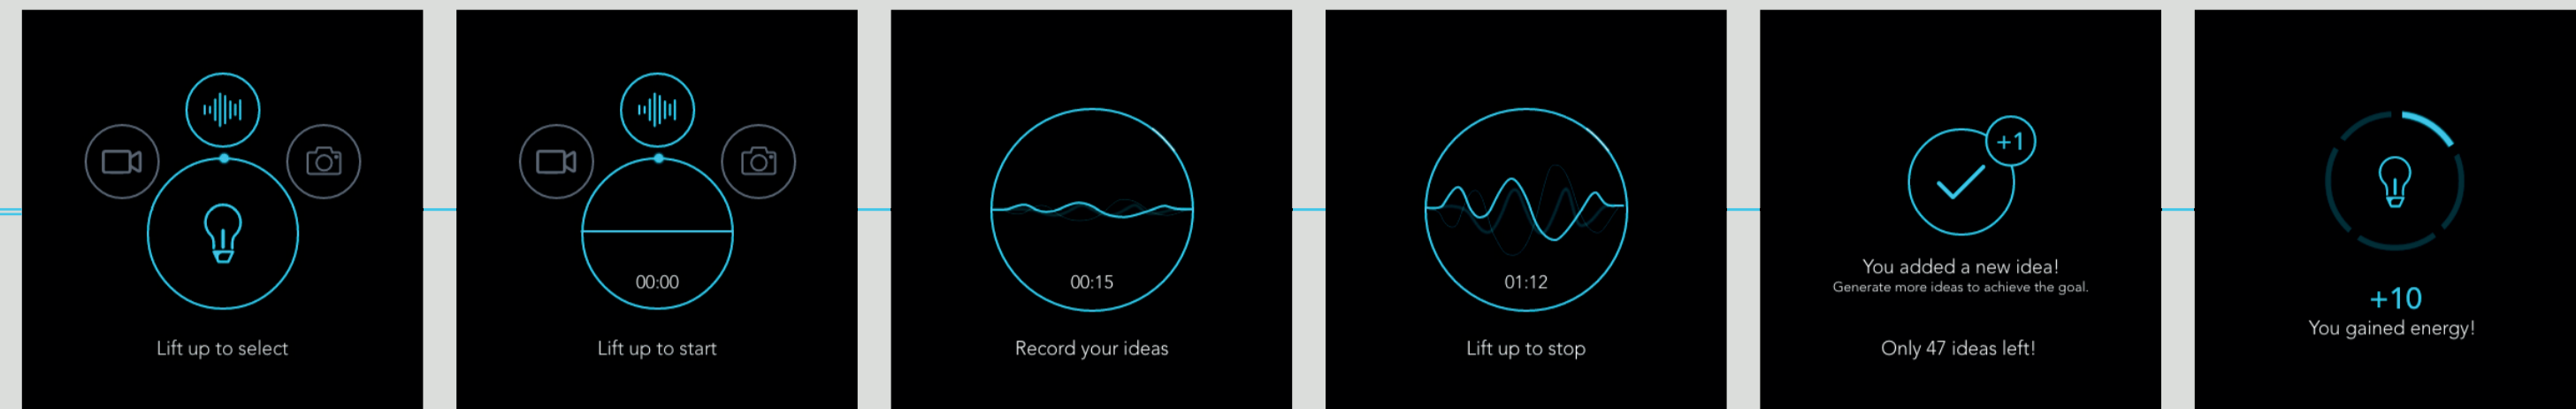 Lift up to select
00:00
Lift up to start
00:15
Record your ideas
01:12
Lift up to stop
+1
You added a new idea!
Generate more ideas to achieve the goal.
Only 47 ideas left!
+10
You gained energy!